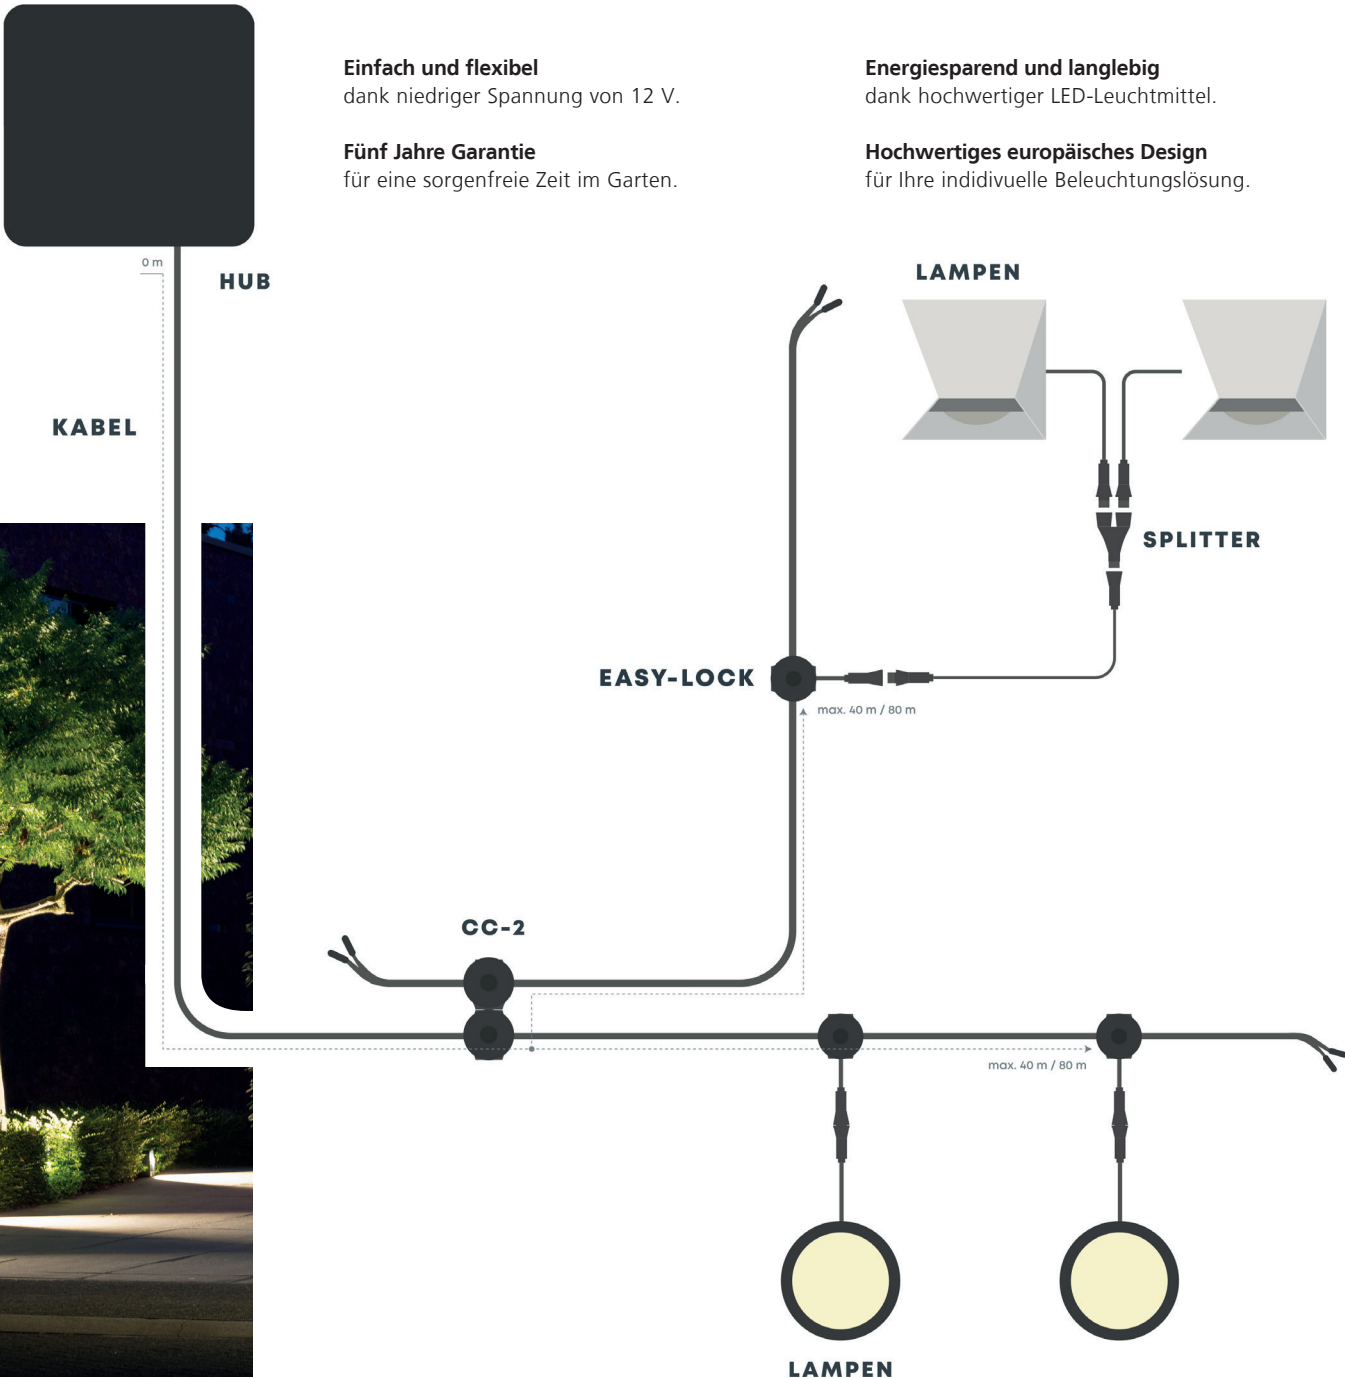 Einfach und flexibel
dank niedriger Spannung von 12 V.
Fünf Jahre Garantie
für eine sorgenfreie Zeit im Garten.
Energiesparend und langlebig
dank hochwertiger LED-Leuchtmittel.
Hochwertiges europäisches Design
für Ihre indidivuelle Beleuchtungslösung.
0 m
HUB
LAMPEN
KABEL
SPLITTER
EASY-LOCK
max. 40 m / 80 m
CC-2
max. 40 m / 80 m
LAMPEN